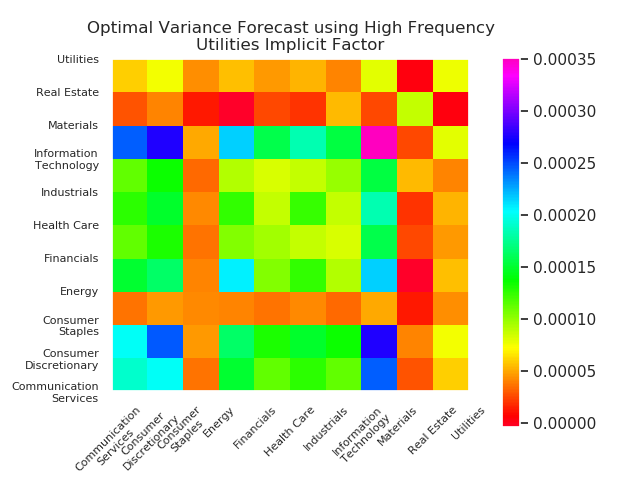 Optimal Variance Forecast using High Frequency
Utilities Implicit Factor
Utilities
Real Estate
Materials
Information
Technology
Industrials
Health Care
Financials
Energy
Consumer
Staples
Consumer
Discretionary
Communication
Services
Communication
Services
Consumer
Discretionary
Consumer
Staples
Energy
Financials
Health Care
Industrials
Information
Technology
Materials
Real Estate
Utilities
0.00035
0.00030
0.00025
0.00020
0.00015
0.00010
0.00005
0.00000